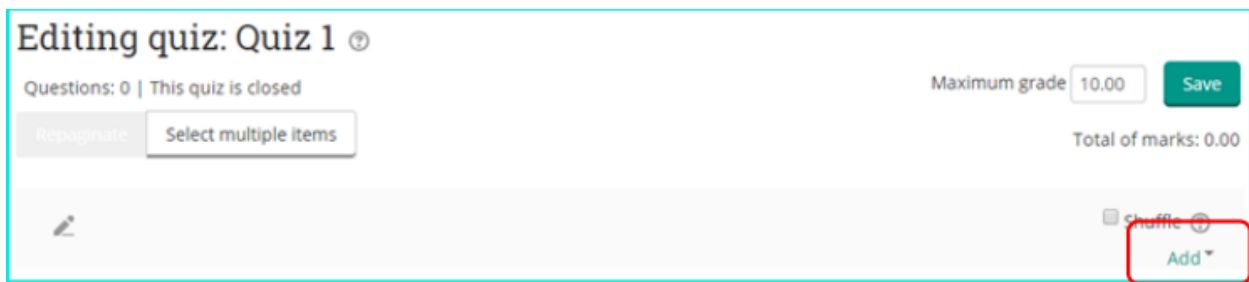 Editing quiz: Quiz 1
Questions: 0 | This quiz is closed
Maximum grade 10.00 Save
Repaginate Select multiple items
Total of marks: 0.00
Shuffle
Add